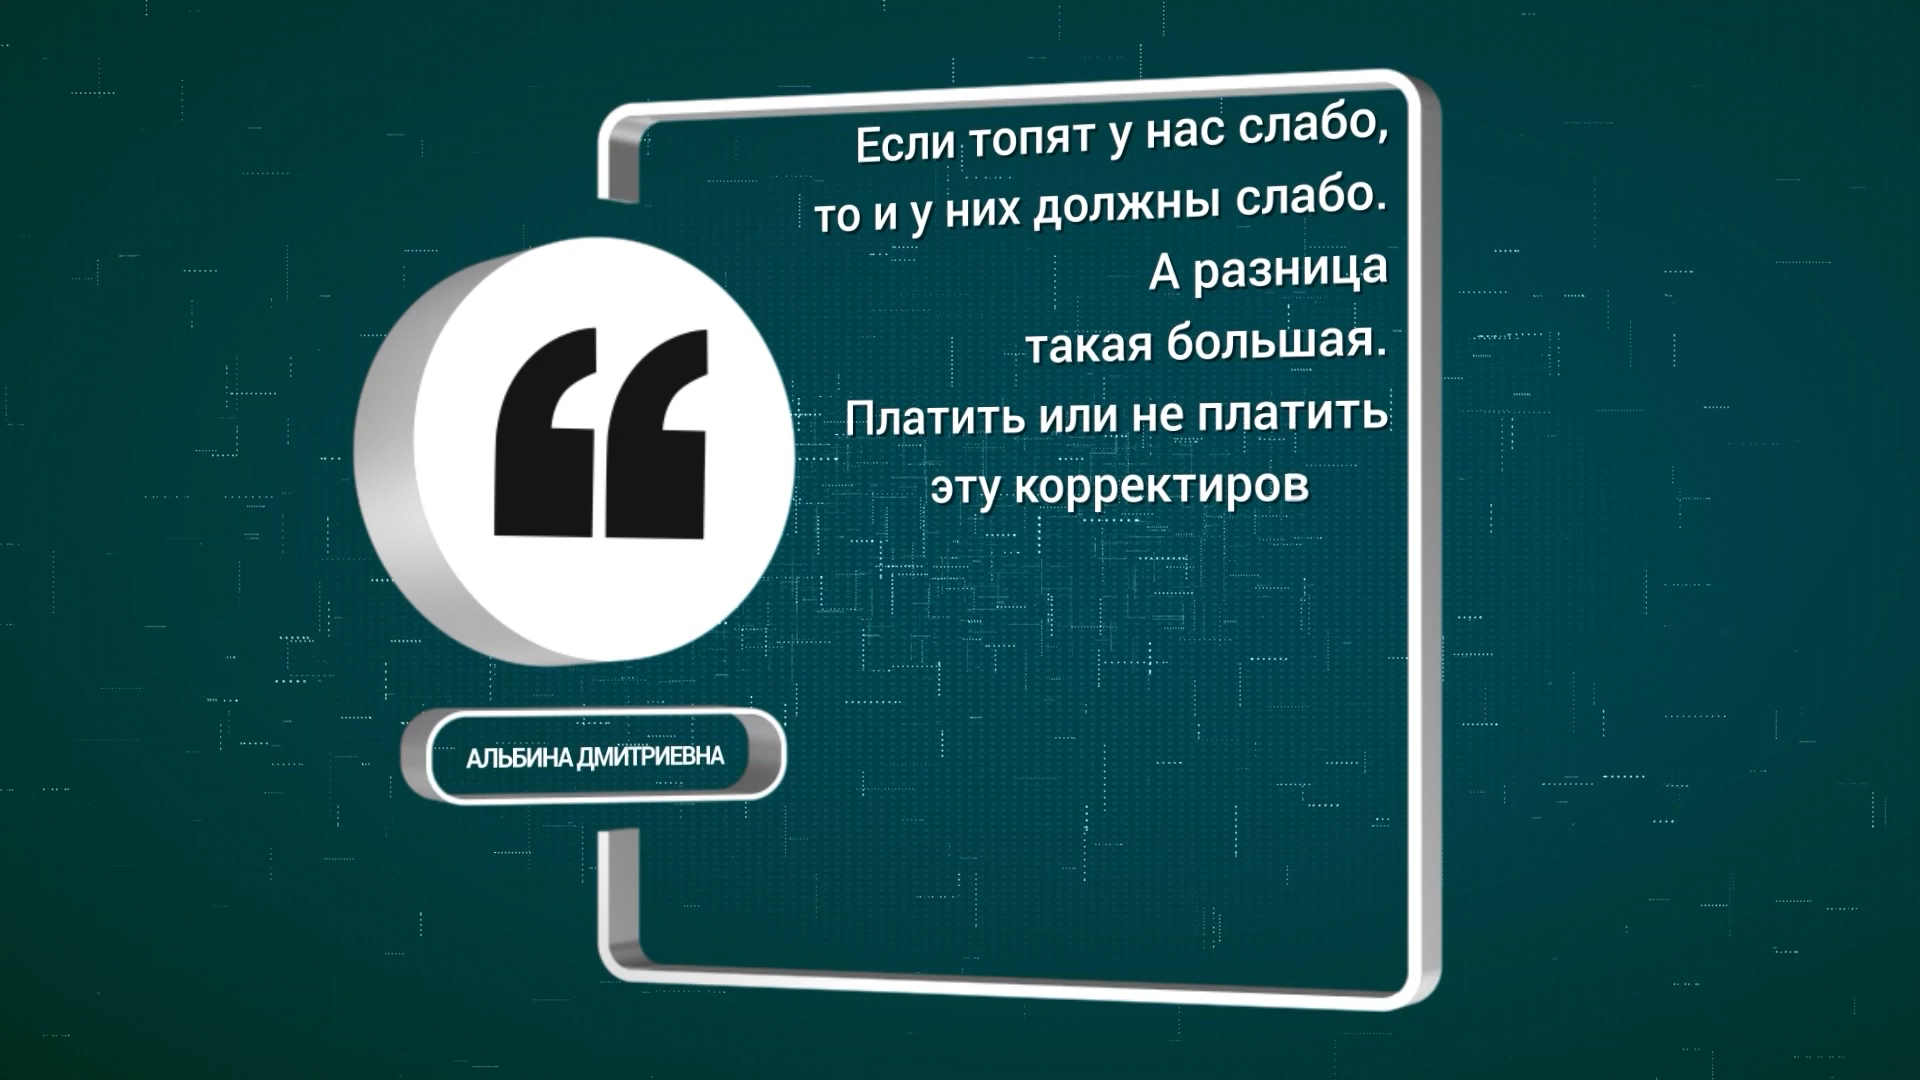 Если топят у нас слабо,
то и у них должны слабо.
А разница
такая большая.
Платить или не платить
эту корректиров
АЛЬБИНА ДМИТРИЕВНА